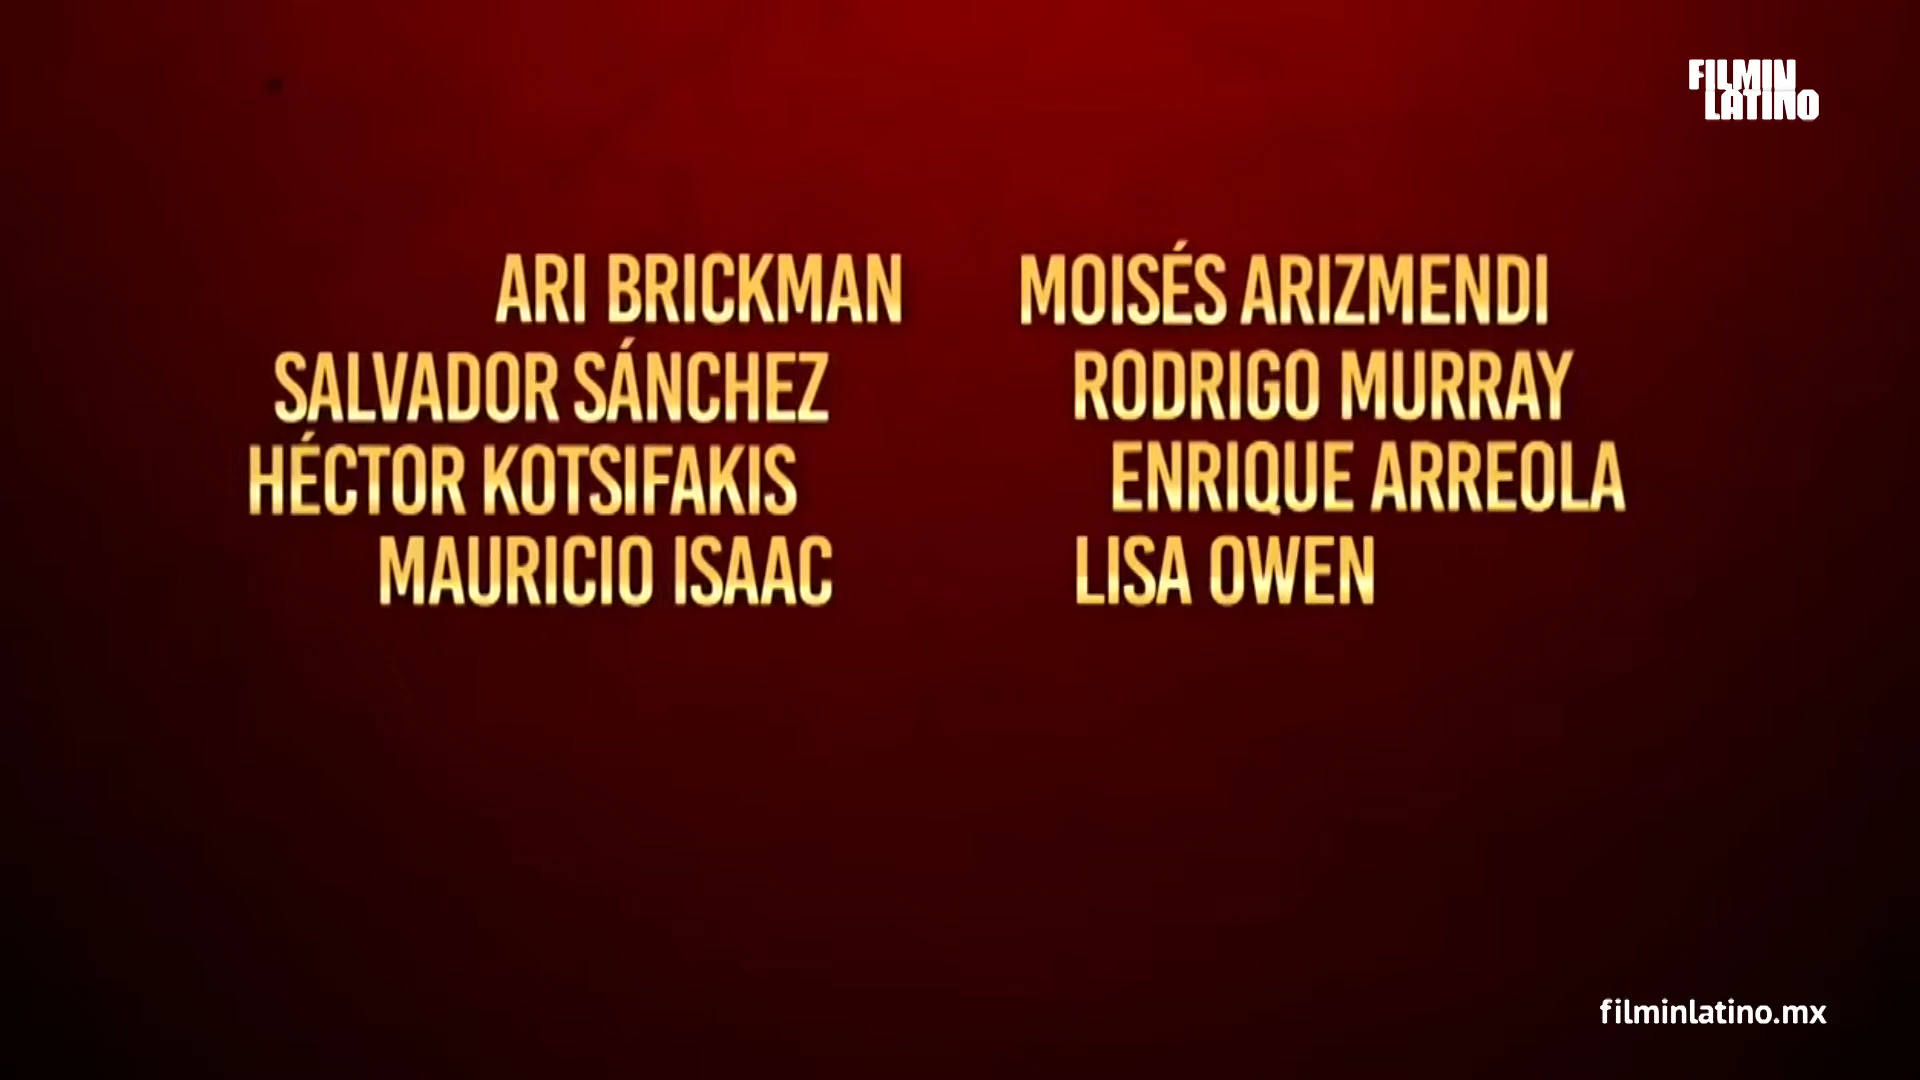 FILMIN
LATINO
ARI BRICKMAN MOISÉS ARIZMENDI
SALVADOR SÁNCHEZ RODRIGO MURRAY
HÉCTOR KOTSIFAKIS ENRIQUE ARREOLA
MAURICIO ISAAC LISA OWEN
filminlatino.mx